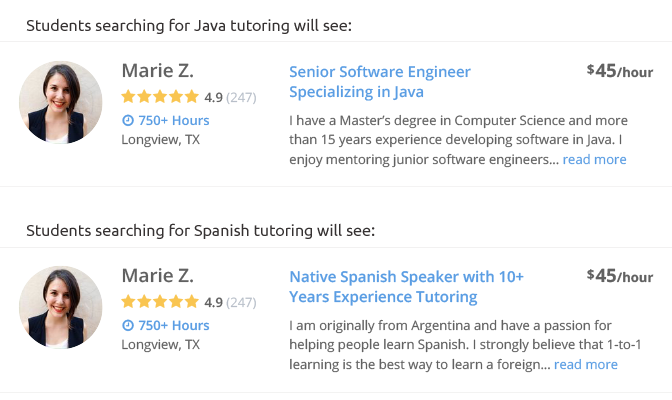 Students searching for Java tutoring will see:
Marie Z.
4.9 (247)
750+ Hours
Longview, TX
Senior Software Engineer
Specializing in Java
$45/hour
I have a Master’s degree in Computer Science and more
than 15 years experience developing software in Java. I
enjoy mentoring junior software engineers... read more
Students searching for Spanish tutoring will see:
Marie Z.
4.9 (247)
750+ Hours
Longview, TX
Native Spanish Speaker with 10+
Years Experience Tutoring
$45/hour
I am originally from Argentina and have a passion for
helping people learn Spanish. I strongly believe that 1-to-1
learning is the best way to learn a foreign... read more